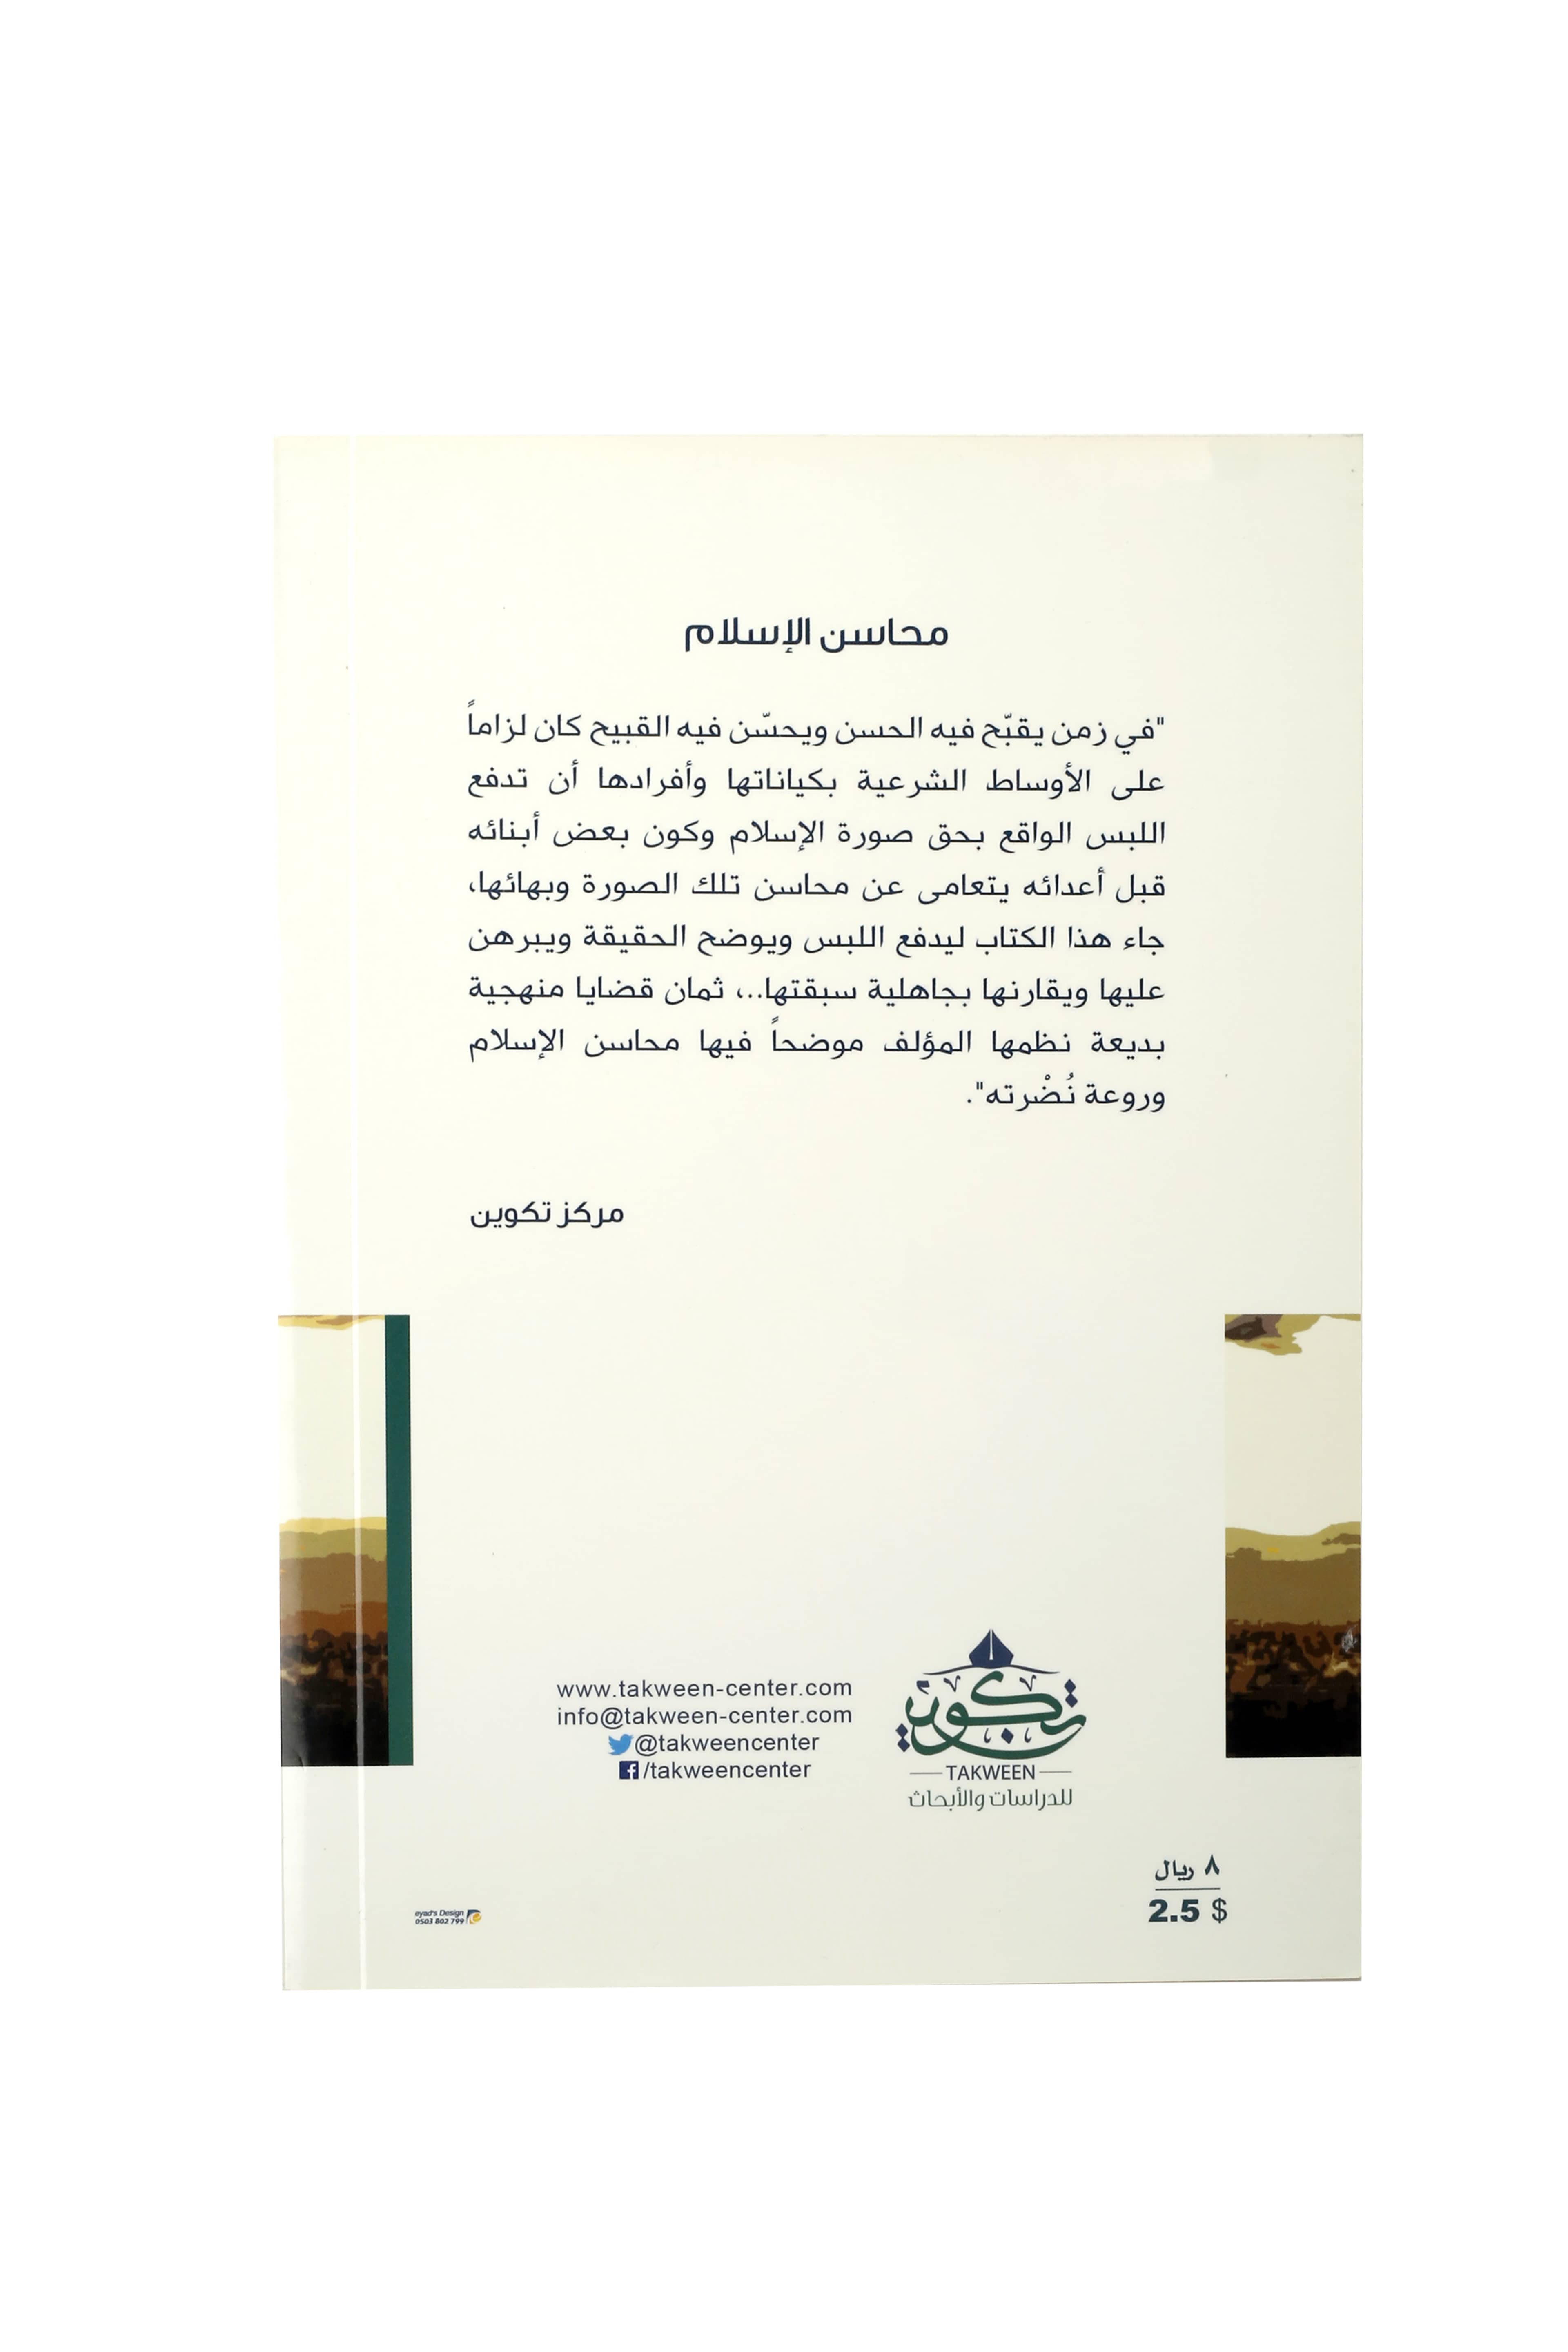 محاسن الإسلام
"في زمن يقبّح فيه الحسن ويحسّن فيه القبيح كان لزاماً
على الأوساط الشرعية بكياناتها وأفرادها أن تدفع
اللبس الواقع بحق صورة الإسلام وكون بعض أبنائه
قبل أعدائه يتعامى عن محاسن تلك الصورة وبهائها،
جاء هذا الكتاب ليدفع اللبس ويوضح الحقيقة ويبرهن
عليها ويقارنها بجاهلية سبقتها..، ثمان قضايا منهجية
بديعة نظمها المؤلف موضحاً فيها محاسن الإسلام
وروعة نُضْرته".
مركز تكوين
www.takween-center.com
info@takween-center.com
@takweencenter
/takweencenter
تكوين
TAKWEEN
للدراسات والأبحاث
٨ ريال
2.5 $
eyad's Design
0503 802 799